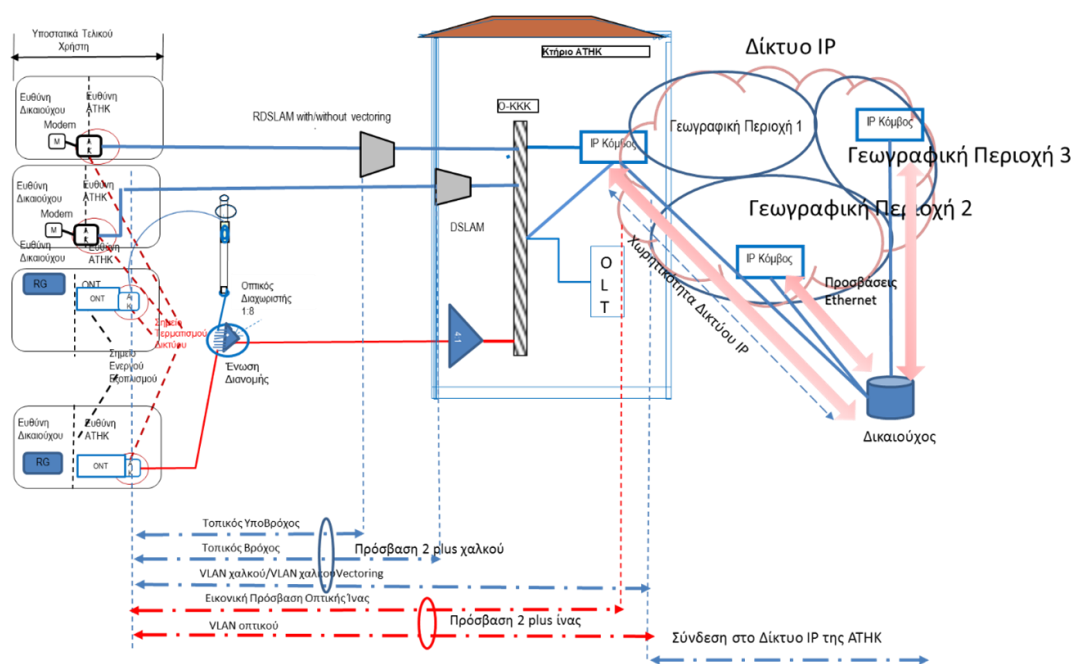 Υποστατικά Τελικού
Χρήστη
Ευθύνη
Δικαιούχου
Ευθύνη
ΑΤΗΚ
Modem
M
Α
Κ
Ευθύνη
Δικαιούχου
Ευθύνη
ΑΤΗΚ
Modem
M
Α
Κ
Ευθύνη
Δικαιούχου
Ευθύνη
ΑΤΗΚ
RG
ONT
ONT
Α
Κ
Σημείο
Τερματισμού
Δικτύου
Σημείο
Ενεργού
Εξοπλισμού
Ευθύνη
Δικαιούχου
Ευθύνη
ΑΤΗΚ
RG
ONT
Α
Κ
RDSLAM with/without vectoring
Οπτικός
Διαχωριστής
1:8
Ένωση
Διανομής
Κτήριο ΑΤΗΚ
Ο-ΚΚΚ
DSLAM
4:1
O
L
T
Δίκτυο IP
IP Κόμβος
Γεωγραφική Περιοχή 1
IP Κόμβος
Γεωγραφική Περιοχή 3
Γεωγραφική Περιοχή 2
IP Κόμβος
Προσβάσεις
Ethernet
Χωρητικότητα Δικτύου IP
Δικαιούχος
Τοπικός ΥποΒρόχος
Τοπικός Βρόχος
Πρόσβαση 2 plus χαλκού
VLAN χαλκού/VLAN χαλκού Vectoring
Εικονική Πρόσβαση Οπτικής Ίνας
Πρόσβαση 2 plus ίνας
VLAN οπτικού
Σύνδεση στο Δίκτυο IP της ΑΤΗΚ